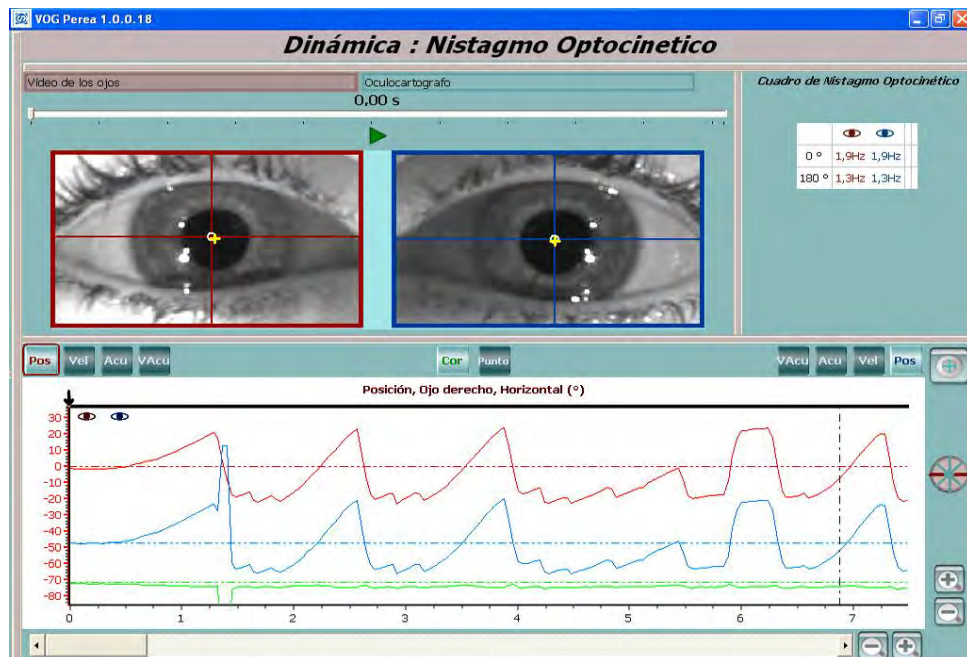 VOG Perea 1.0.0.18
Dinámica : Nistagmo Optocinetico
Vídeo de los ojos
Oculocartografo
0,00 s
Cuadro de Nistagmo Optocinético
0 º 1,9Hz 1,9Hz
180 º 1,3Hz 1,3Hz
Pos Vel Acu VAcu Cor Punto VAcu Acu Vel Pos
Posición, Ojo derecho, Horizontal (°)
30
20
10
0
-10
-20
-30
-40
-50
-60
-70
-80
0 1 2 3 4 5 6 7